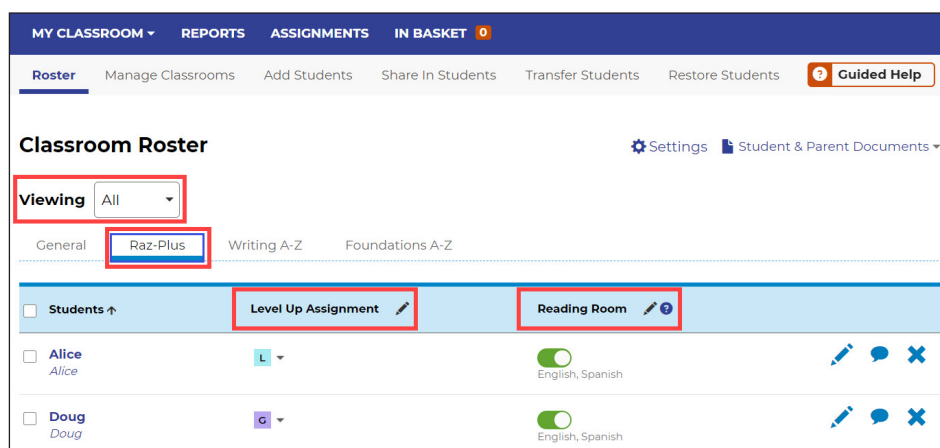 MY CLASSROOM REPORTS ASSIGNMENTS IN BASKET 0
Roster Manage Classrooms Add Students Share In Students Transfer Students Restore Students ? Guided Help
Classroom Roster Settings Student & Parent Documents
Viewing All
General Raz-Plus Writing A-Z Foundations A-Z
Students Level Up Assignment Reading Room ?
Alice L
Alice English, Spanish
Doug G
Doug English, Spanish